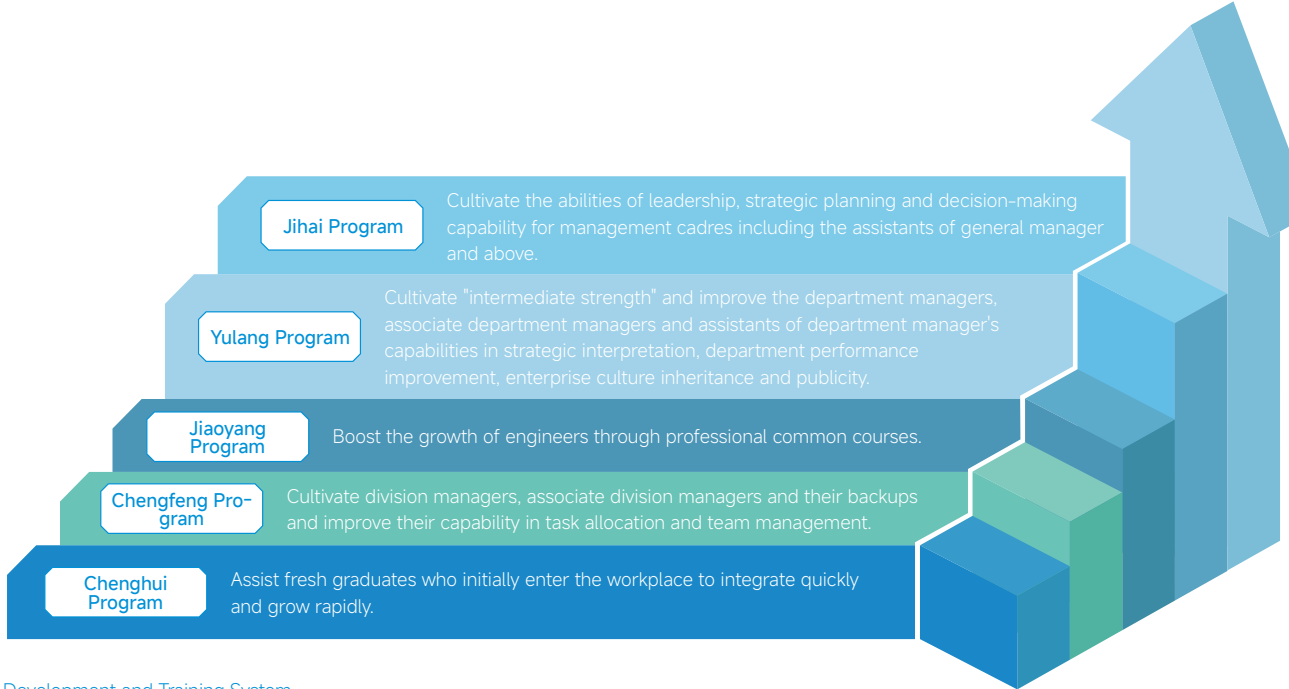 Jihai Program
Cultivate the abilities of leadership, strategic planning and decision-making
capability for management cadres including the assistants of general manager
and above.
Yulang Program
Cultivate "intermediate strength" and improve the department managers,
associate department managers and assistants of department manager's
capabilities in strategic interpretation, department performance
improvement, enterprise culture inheritance and publicity.
Jiaoyang
Program
Boost the growth of engineers through professional common courses.
Chengfeng Pro-
gram
Cultivate division managers, associate division managers and their backups
and improve their capability in task allocation and team management.
Chenghui
Program
Assist fresh graduates who initially enter the workplace to integrate quickly
and grow rapidly.
Development and Training System